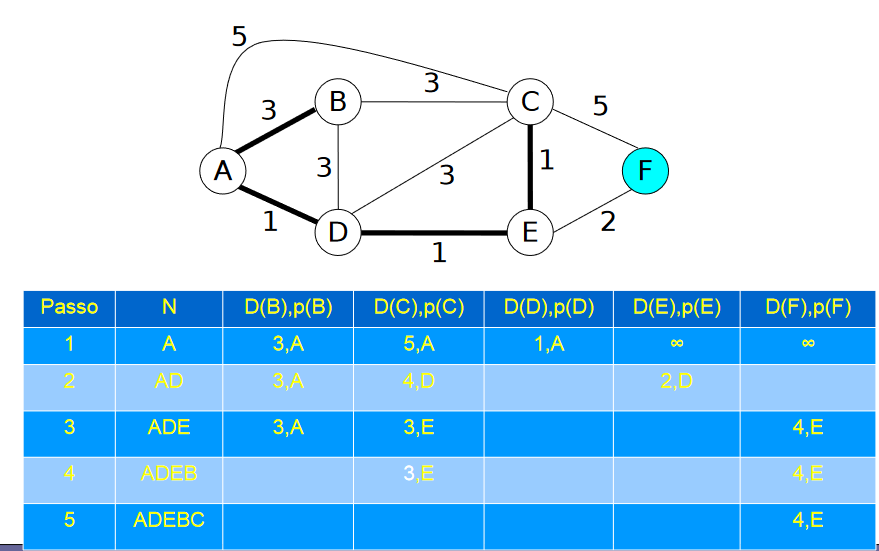 5
3
B
3
C
5
A
3
3
1
F
1
D
1
E
2
Passo N D(B),p(B) D(C),p(C) D(D),p(D) D(E),p(E) D(F),p(F)
1 A 3,A 5,A 1,A ∞ ∞
2 AD 3,A 4,D 2,D
3 ADE 3,A 3,E 4,E
4 ADEB 3,E 4,E
5 ADEBC 4,E